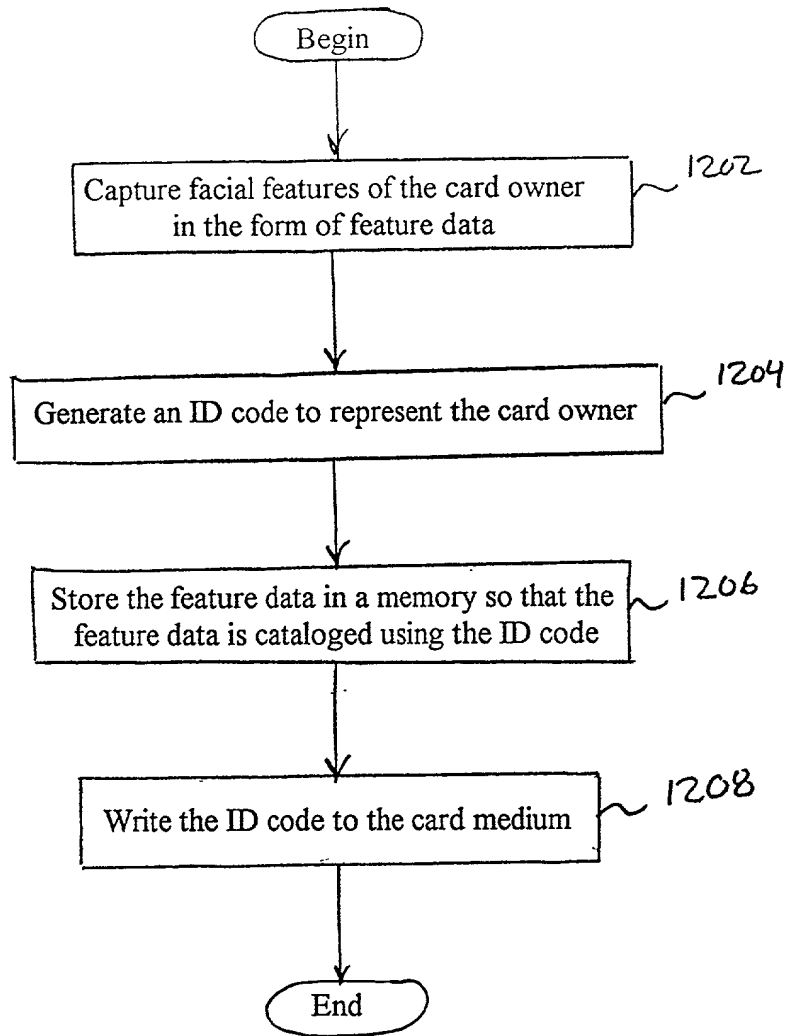 Begin
1202
Capture facial features of the card owner
in the form of feature data
1204
Generate an ID code to represent the card owner
1206
Store the feature data in a memory so that the
feature data is cataloged using the ID code
1208
Write the ID code to the card medium
End